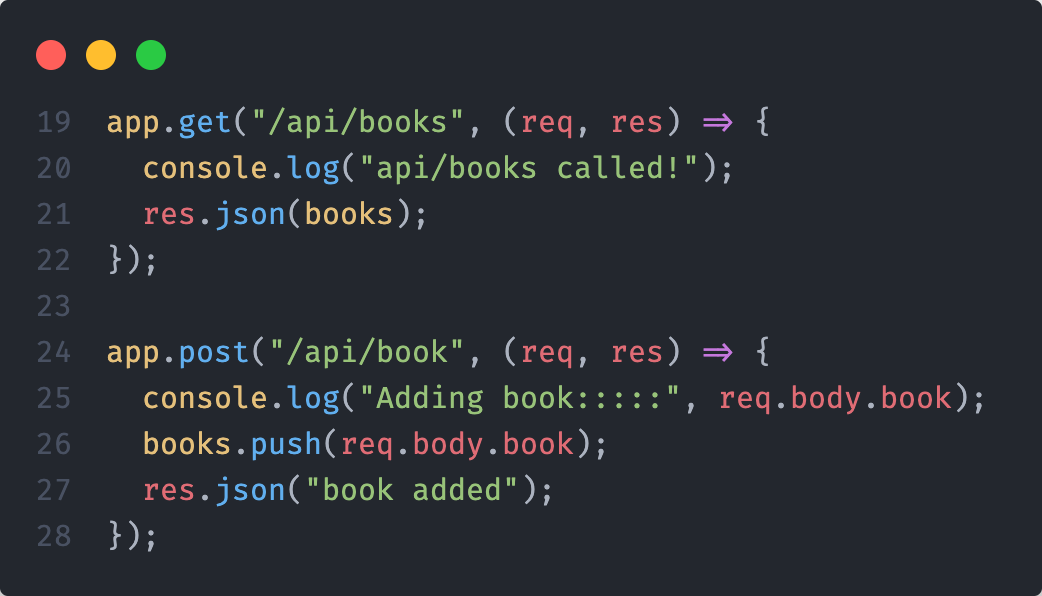 19 app.get("/api/books", (req, res) => {
20   console.log("api/books called!");
21   res.json(books);
22 });
23
24 app.post("/api/book", (req, res) => {
25   console.log("Adding book:::::", req.body.book);
26   books.push(req.body.book);
27   res.json("book added");
28 });